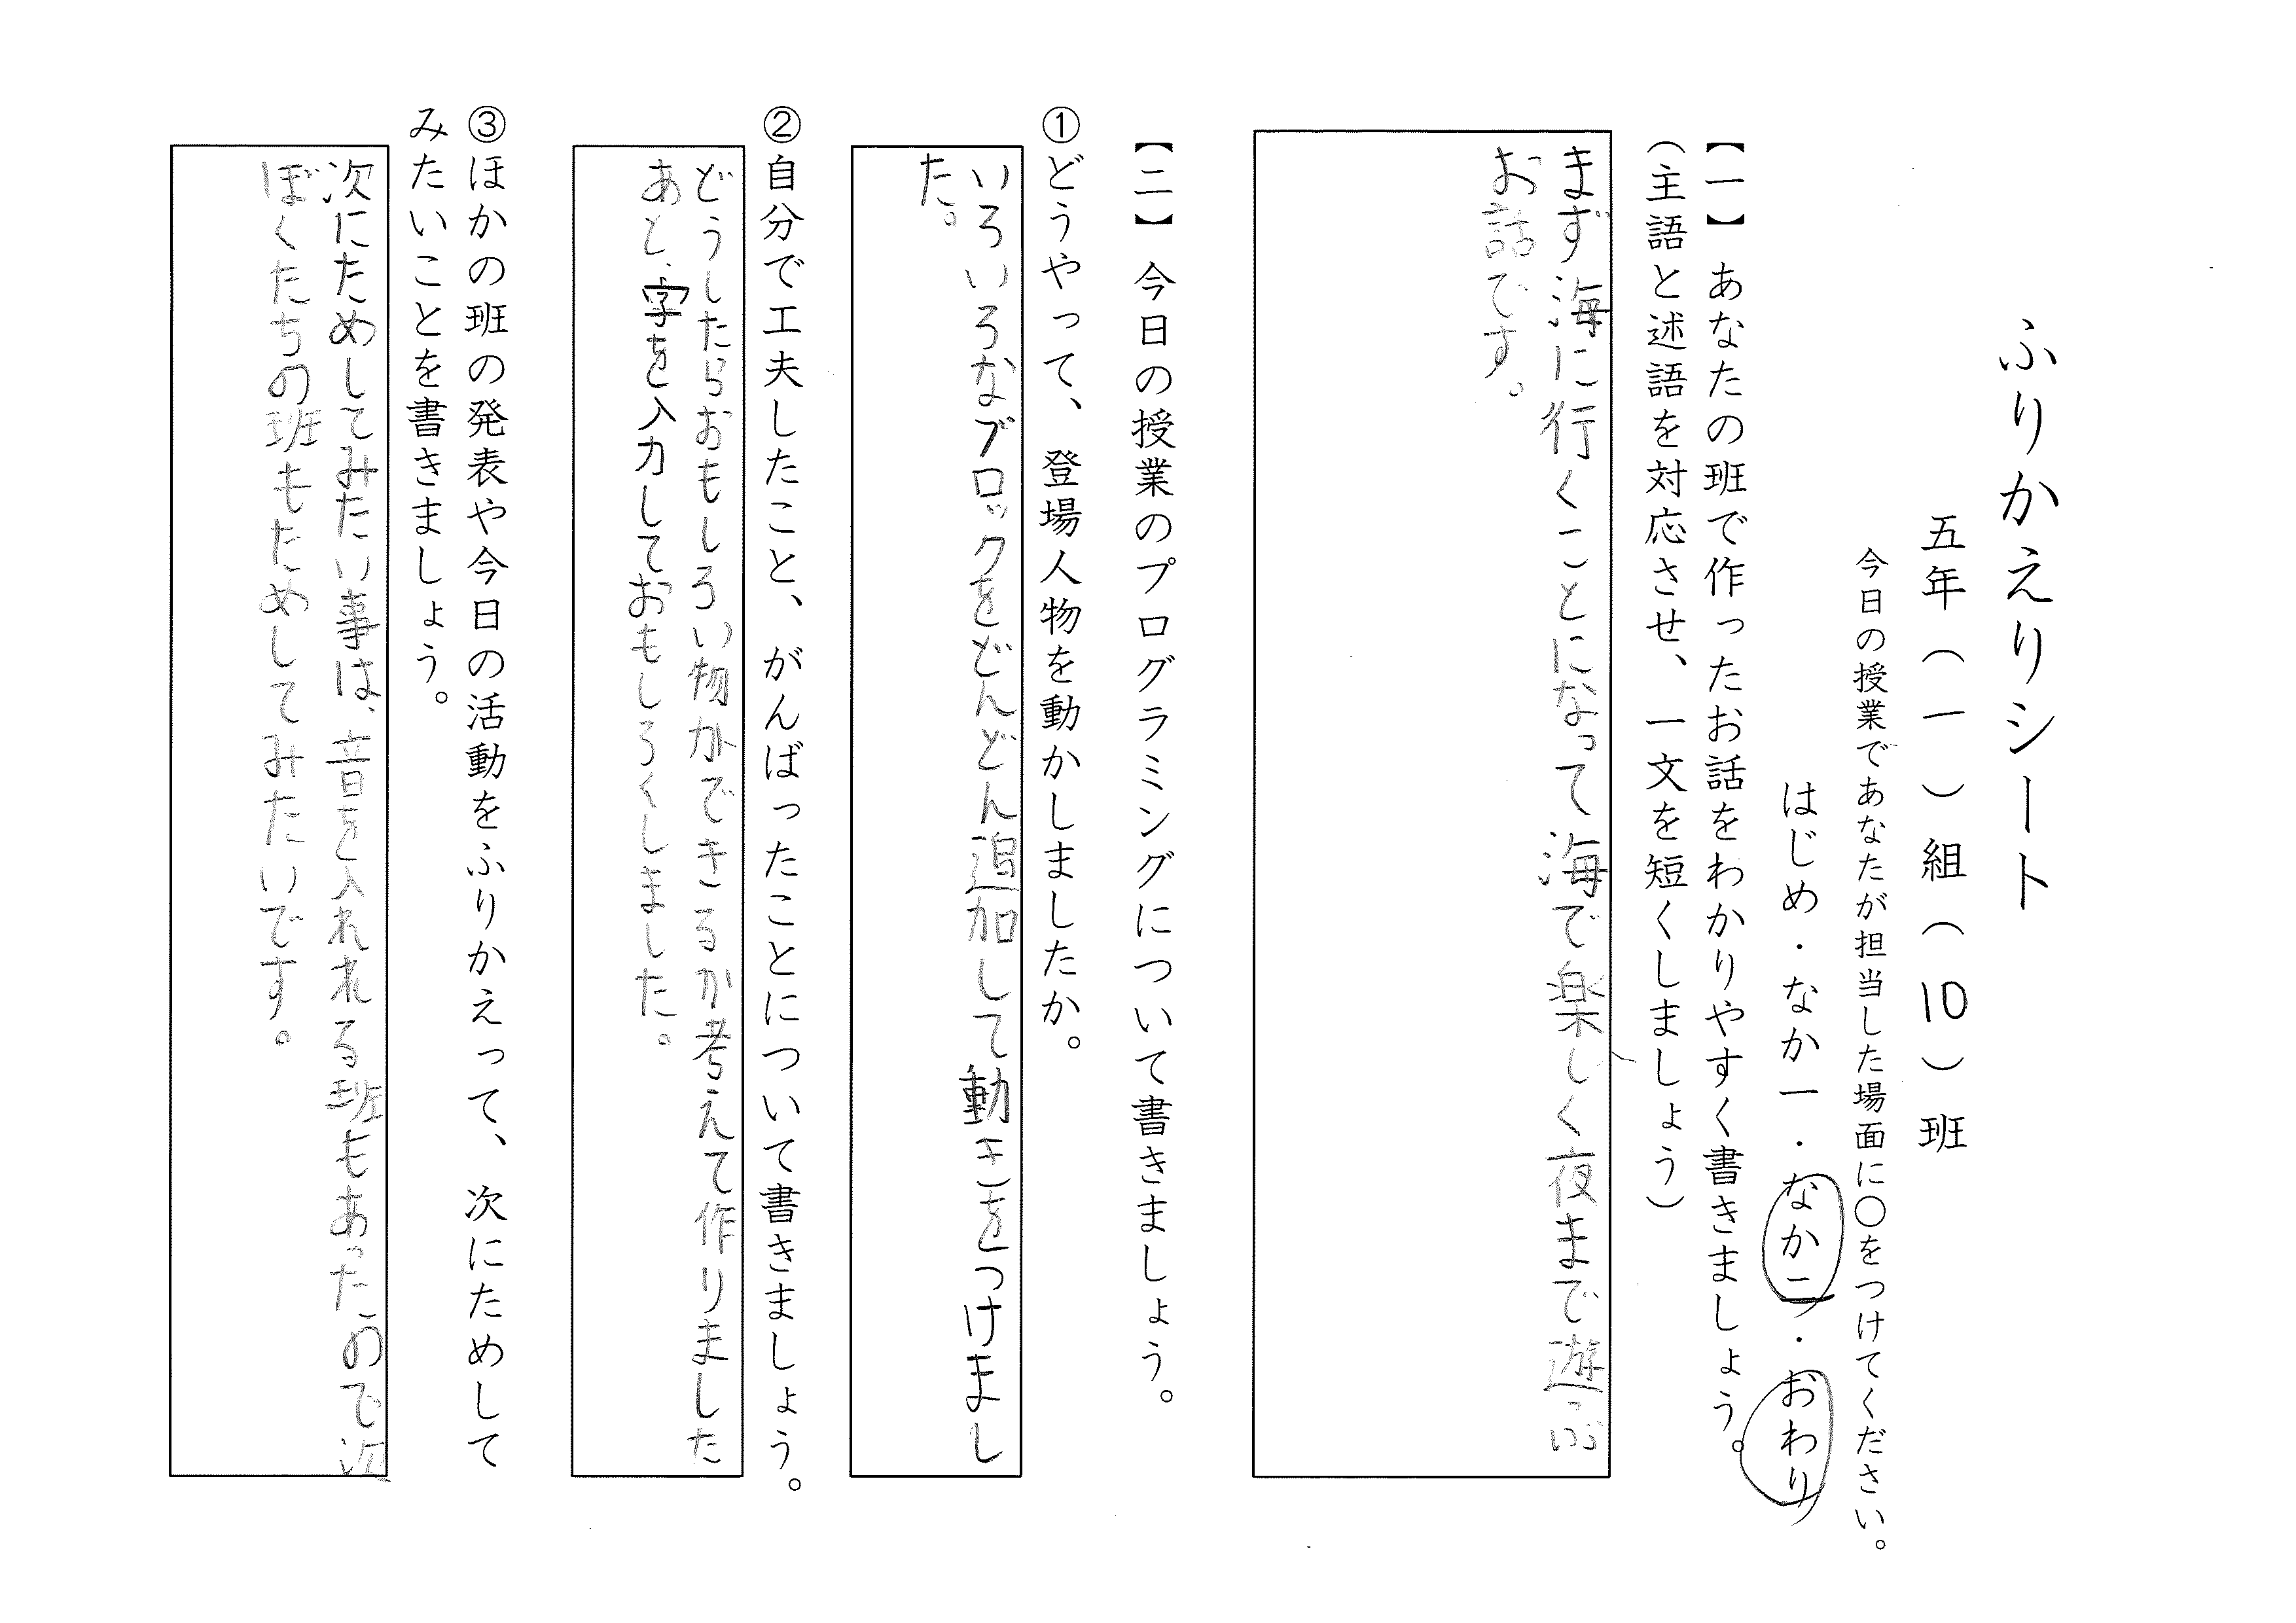 ふりかえりシート
五年(一)組(10)班
今日の授業であなたが担当した場面に○をつけてください。
はじめ・なか一・なか二・おわり
【一】あなたの班で作ったお話をわかりやすく書きましょう。
(主語と述語を対応させ、一文を短くしましょう)
まず海に行くことになって海で楽しく夜まで遊っぶ
お話です。
【二】今日の授業のプログラミングについて書きましょう。
①どうやって、登場人物を動かしましたか。
いろいろなブロックをどんどん追加して動きをつけまし
た。
②自分で工夫したこと、がんばったことについて書きましょう。
どうしたらおもしろい物かできるか考えて作りました
あと、字を入力しておもしろくしました。
③ほかの班の発表や今日の活動をふりかえって、次にためして
みたいことを書きましょう。
次にためしてみたい事は、音を入れれる班もあったので次
ぼくたちの班もためしてみたいです。